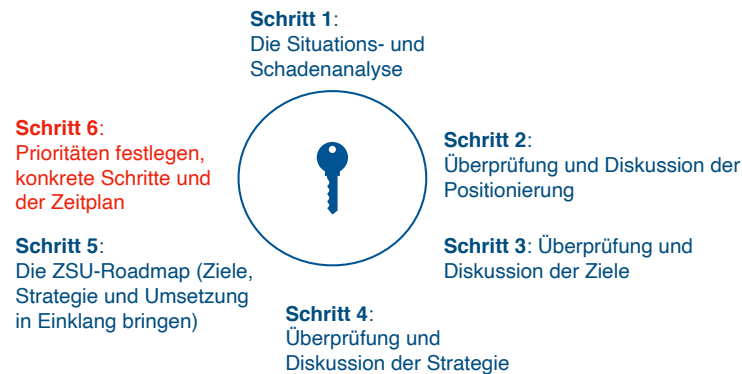 Schritt 1:
Die Situations- und
Schadenanalyse
Schritt 2:
Überprüfung und Diskussion der
Positionierung
Schritt 3: Überprüfung und
Diskussion der Ziele
Schritt 4:
Überprüfung und
Diskussion der Strategie
Schritt 5:
Die ZSU-Roadmap (Ziele,
Strategie und Umsetzung
in Einklang bringen)
Schritt 6:
Prioritäten festlegen,
konkrete Schritte und
der Zeitplan